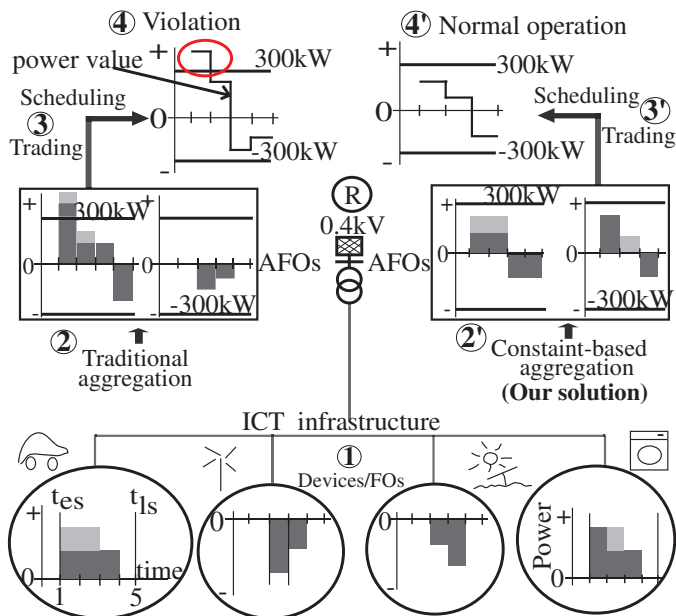 4 Violation
4' Normal operation
+
300kW
power value
0
-300kW
-
+
300kW
0
-300kW
-
Scheduling
3
Trading
Scheduling
3'
Trading
+
300kW
0
-300kW
-
AFOs
R
0.4kV
AFOs
+
300kW
0
-300kW
-
2
Traditional
aggregation
2'
Constaint-based
aggregation
(Our solution)
ICT infrastructure
1
Devices/FOs
tes
tls
+
0
time
1
5
0
-
0
-
Power
+
0